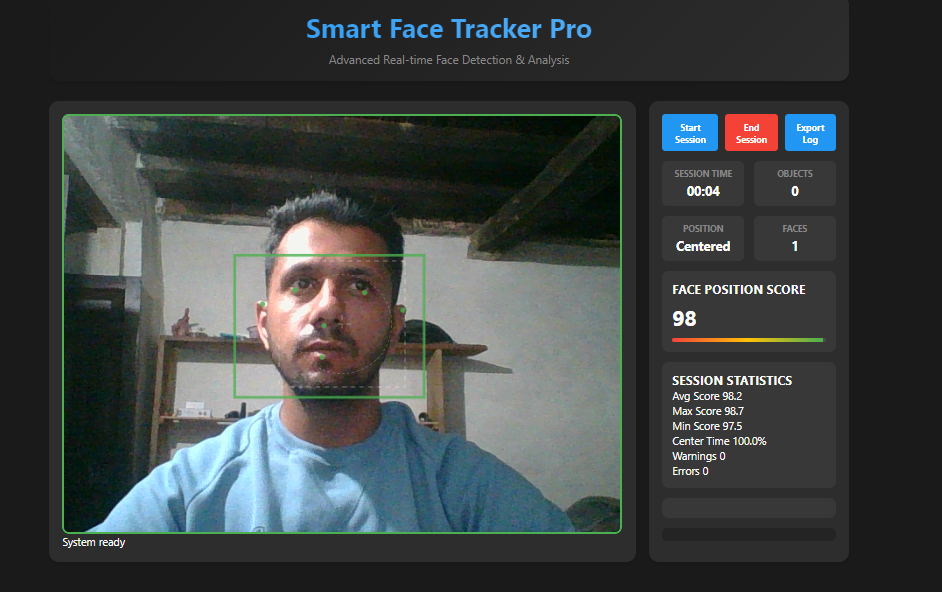 Smart Face Tracker Pro
Advanced Real-time Face Detection & Analysis
Start
Session
End
Session
Export
Log
SESSION TIME
00:04
OBJECTS
0
POSITION
Centered
FACES
1
FACE POSITION SCORE
98
SESSION STATISTICS
Avg Score 98.2
Max Score 98.7
Min Score 97.5
Center Time 100.0%
Warnings 0
Errors 0
System ready